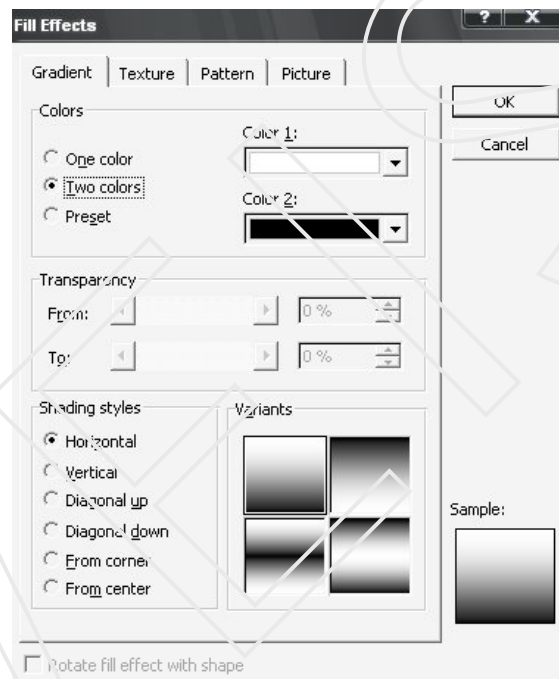 Fill Effects
? X
Gradient Texture Pattern Picture
OK
Cancel
Colors
One color
Two colors
Preset
Color 1:
Color 2:
Transparency
From: 0 %
To: 0 %
Shading styles
Horizontal
Vertical
Diagonal up
Diagonal down
From corner
From center
Variants
Sample:
Rotate fill effect with shape